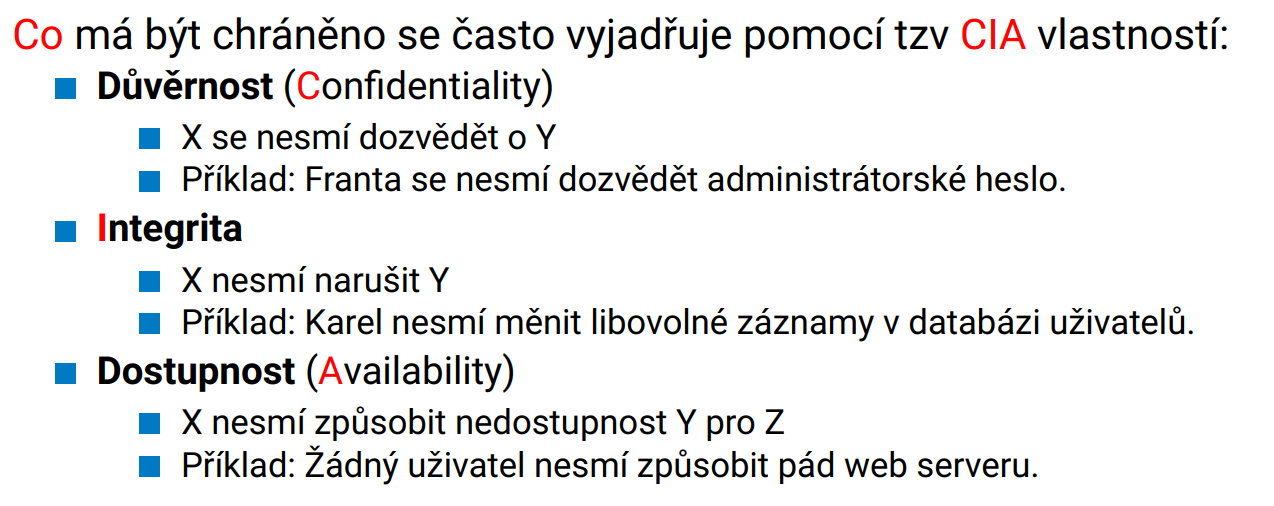 Co má být chráněno se často vyjadřuje pomocí tzv CIA vlastností:
Důvěrnost (Confidentiality)
X se nesmí dozvědět o Y
Příklad: Franta se nesmí dozvědět administrátorské heslo.
Integrita
X nesmí narušit Y
Příklad: Karel nesmí měnit libovolné záznamy v databázi uživatelů.
Dostupnost (Availability)
X nesmí způsobit nedostupnost Y pro Z
Příklad: Žádný uživatel nesmí způsobit pád web serveru.